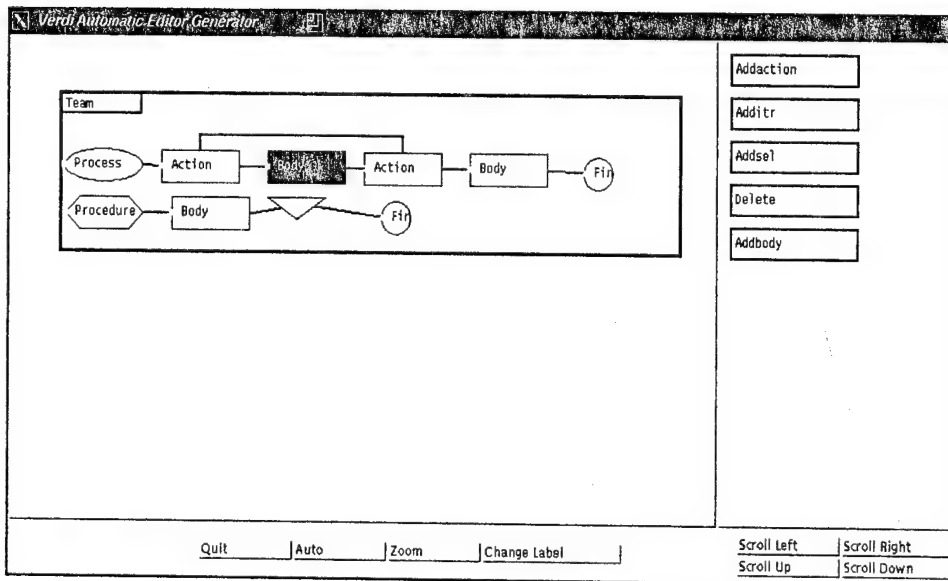 Verdi Automatic Editor Generator
Addaction
Team
Additr
Process Action Body Action Body Fin
Addsel
Procedure Body Fin
Delete
Addbody
Quit Auto Zoom Change Label Scroll Left Scroll Right
Scroll Up Scroll Down